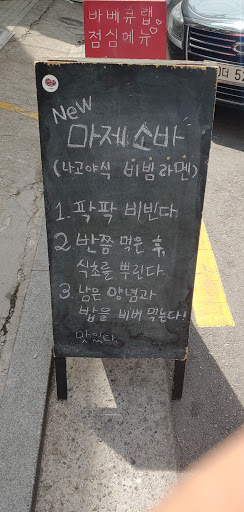 바베큐랩
점심메뉴
New
마제소바
(나고야식 비빔라멘)
1. 팍팍 비빈다
2 반쯤 먹은 후,
식초를 뿌린다.
3. 남은 양념과
밥을 비벼 먹는다!
맛있다.